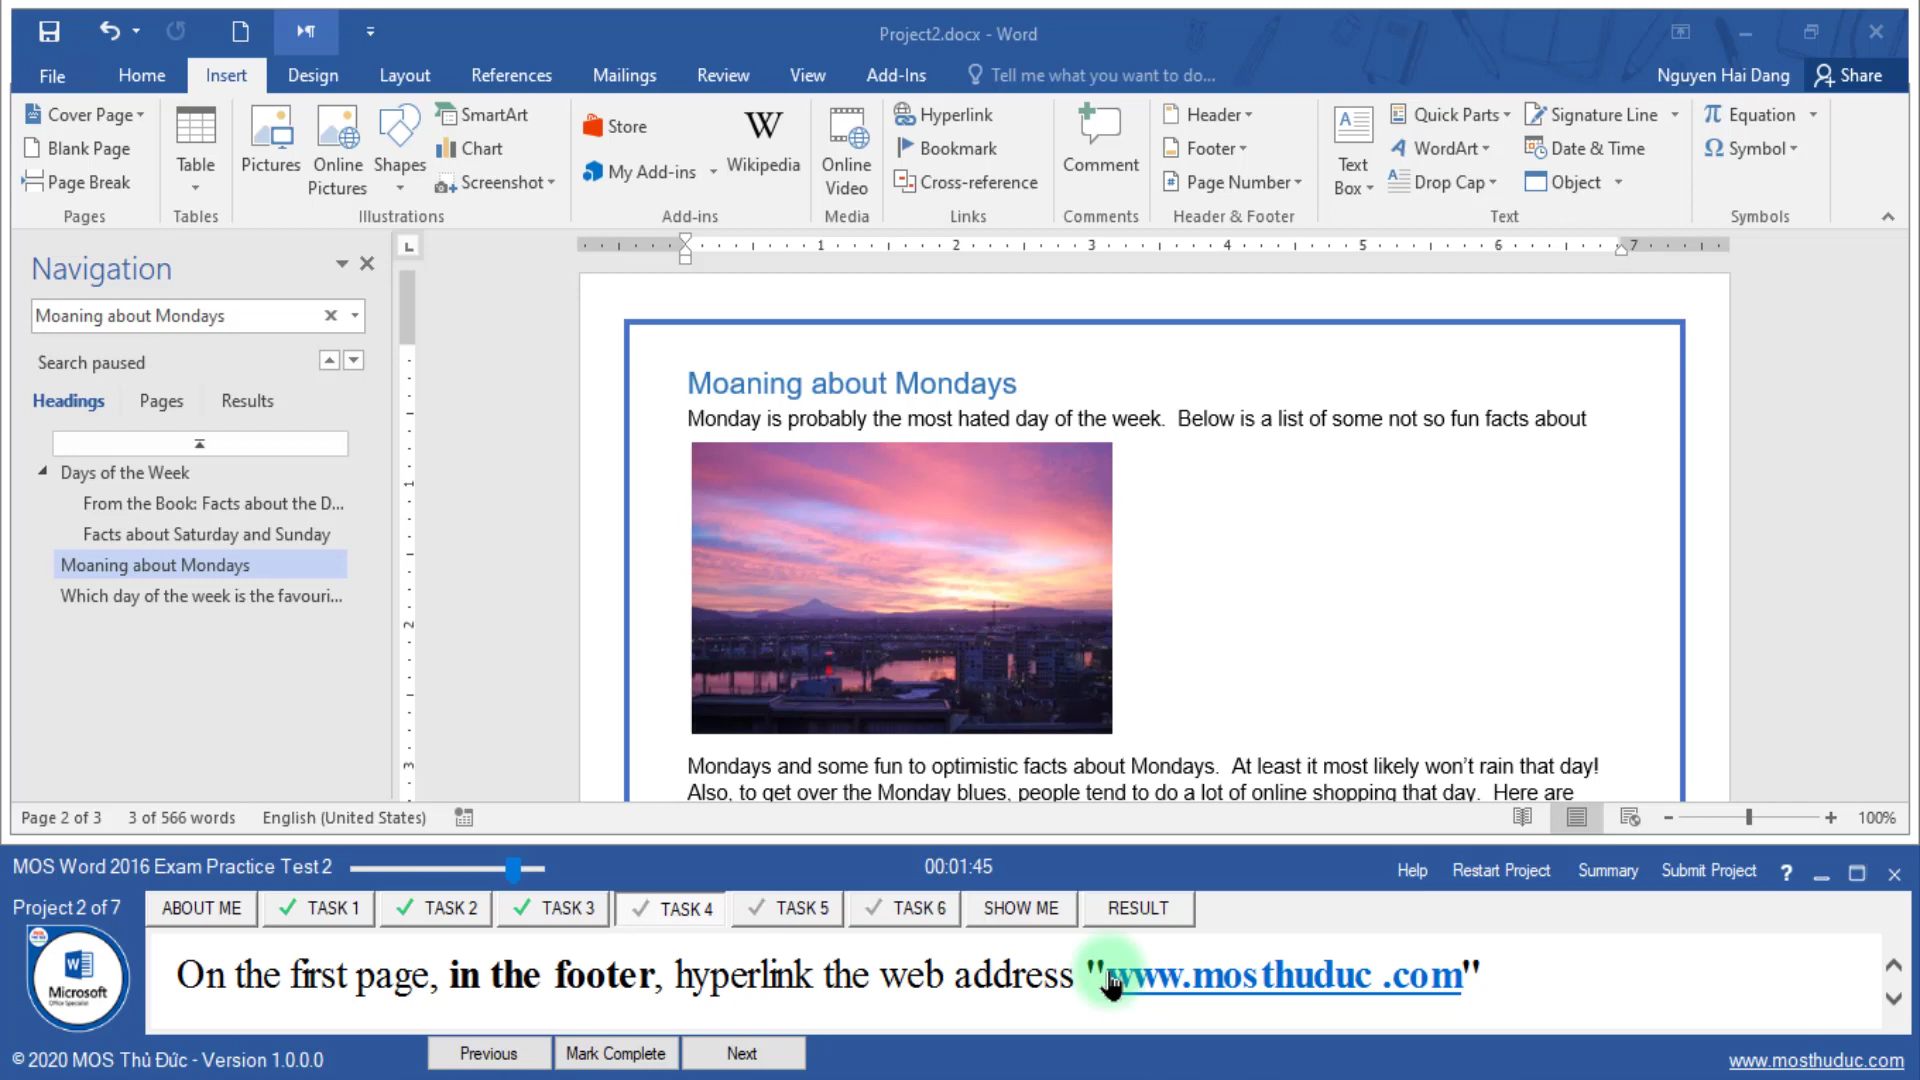 Project2.docx - Word
File Home Insert Design Layout References Mailings Review View Add-Ins Tell me what you want to do... Nguyen Hai Dang Share
Cover Page
Blank Page
Page Break
Pages
Table
Tables
Pictures
Online Pictures
Shapes
SmartArt
Chart
Screenshot
Illustrations
Store
My Add-ins
W
Wikipedia
Add-ins
Online Video
Media
Hyperlink
Bookmark
Cross-reference
Links
Comment
Comments
Header
Footer
Page Number
Header & Footer
Text Box
Quick Parts
WordArt
Drop Cap
Signature Line
Date & Time
Object
Text
Equation
Symbol
Symbols
1 2 3 4 5 6 7
Navigation
Moaning about Mondays
Search paused
Headings Pages Results
Days of the Week
From the Book: Facts about the D...
Facts about Saturday and Sunday
Moaning about Mondays
Which day of the week is the favouri...
1
2
3
Moaning about Mondays
Monday is probably the most hated day of the week. Below is a list of some not so fun facts about
Mondays and some fun to optimistic facts about Mondays. At least it most likely won't rain that day!
Also, to get over the Monday blues, people tend to do a lot of online shopping that day. Here are
Page 2 of 3 3 of 566 words English (United States) 100%
MOS Word 2016 Exam Practice Test 2 00:01:45 Help Restart Project Summary Submit Project ?
Project 2 of 7 ABOUT ME TASK 1 TASK 2 TASK 3 TASK 4 TASK 5 TASK 6 SHOW ME RESULT
On the first page, in the footer, hyperlink the web address "www.mosthuduc .com"
W
Microsoft
Office Specialist
© 2020 MOS Thủ Đức - Version 1.0.0.0 Previous Mark Complete Next www.mosthuduc.com